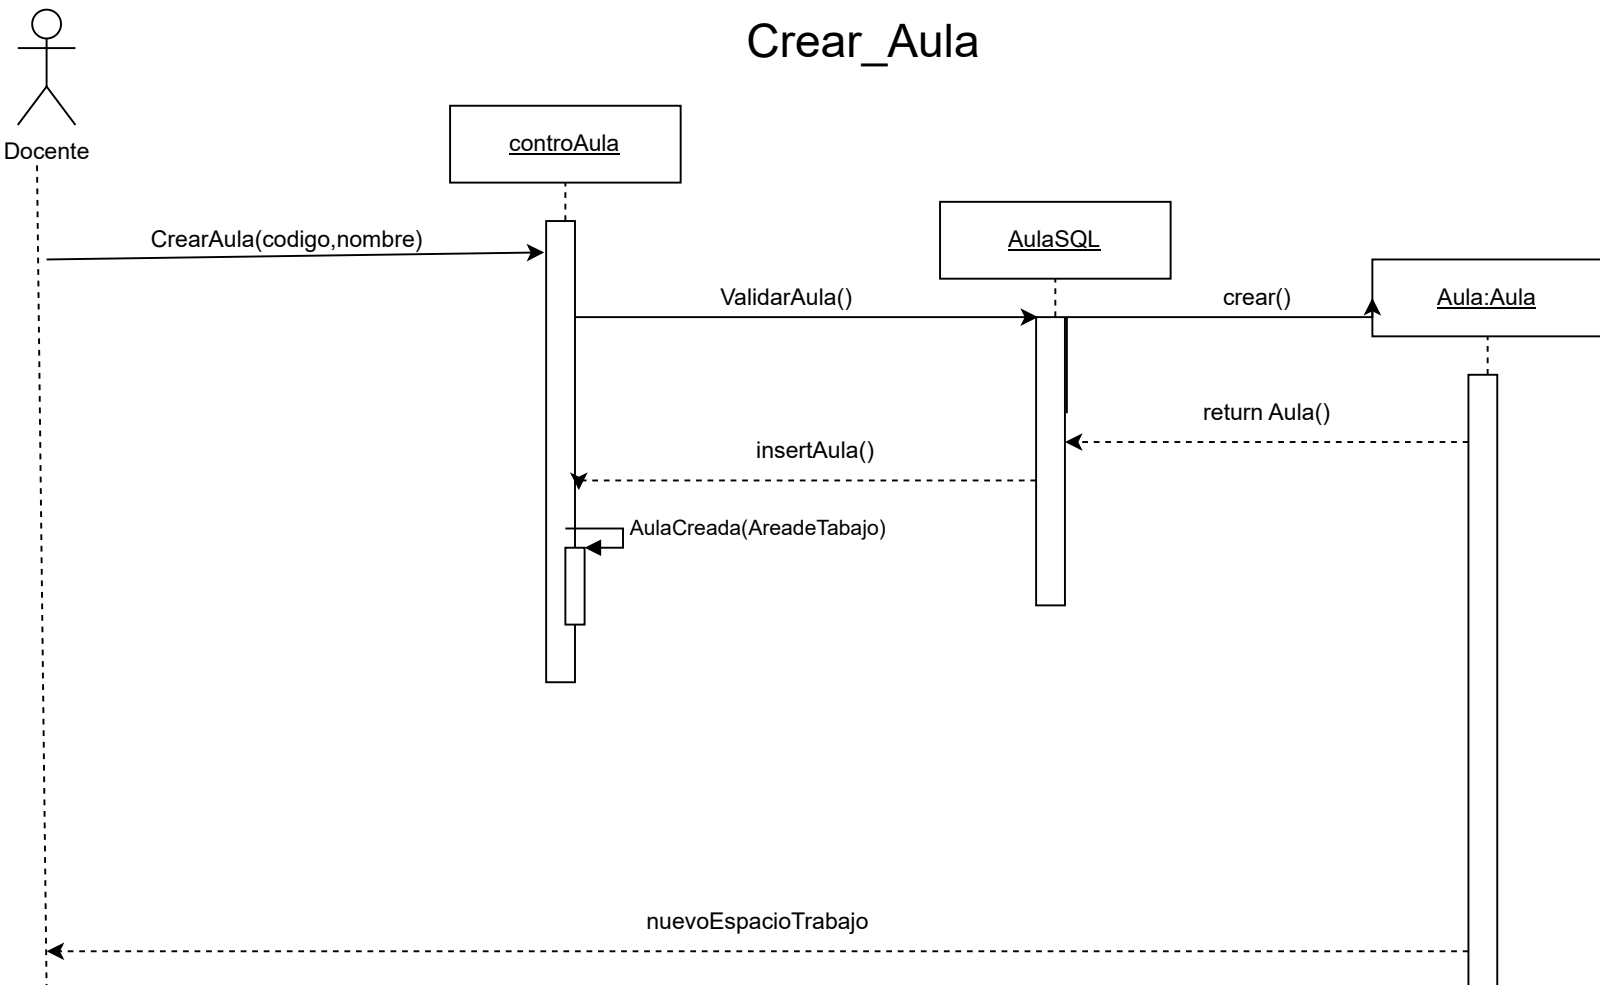 Crear_Aula
Docente
controAula
AulaSQL
Aula:Aula
CrearAula(codigo,nombre)
ValidarAula()
crear()
return Aula()
insertAula()
AulaCreada(AreadeTabajo)
nuevoEspacioTrabajo